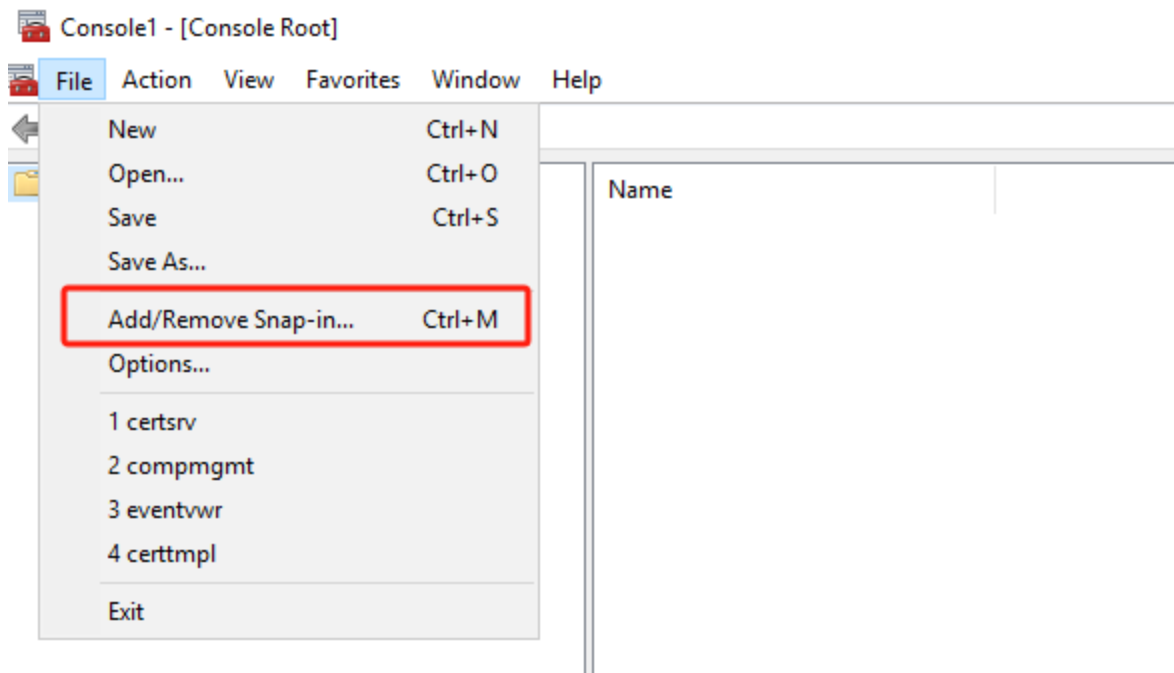 Console1 - [Console Root]
File Action View Favorites Window Help
New Ctrl+N
Open... Ctrl+O
Save Ctrl+S
Save As...
Add/Remove Snap-in... Ctrl+M
Options...
1 certsrv
2 compmgmt
3 eventvwr
4 certtmpl
Exit
Name